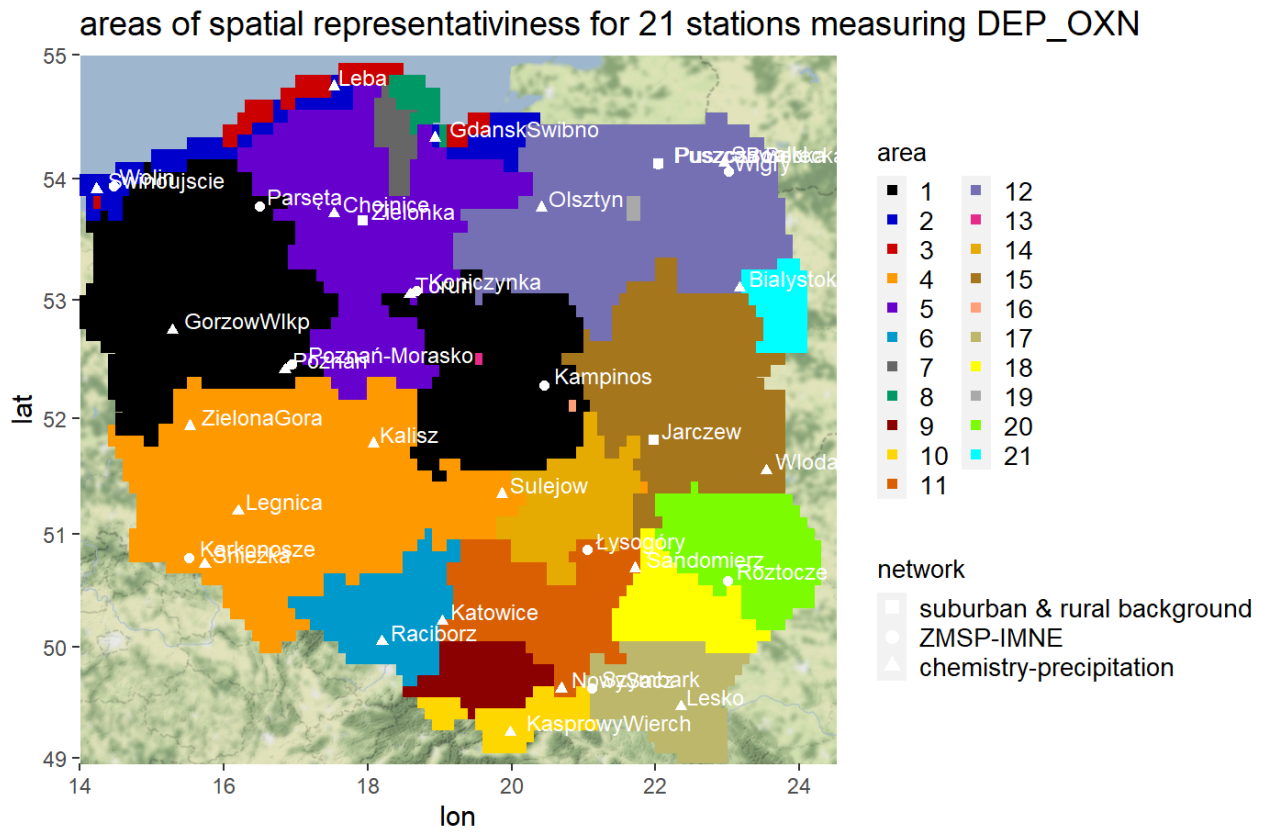 areas of spatial representativiness for 21 stations measuring DEP_OXN
55
54
53
52
51
50
49
lat
14
16
18
20
22
24
lon
Leba
GdanskSwibno
Wolin
Swinoujscie
Wigry
Parsęta
Chojnice
Zielonka
Olsztyn
Koniczynka
Torun
Bialystok
GorzowWlkp
Poznań-Morasko
Poznan
Kampinos
ZielonaGora
Kalisz
Jarczew
Wloda
Sulejow
Legnica
Karkonosze
Sniezka
Łysogóry
Sandomierz
Roztocze
Katowice
Raciborz
NowySacz
Szymbark
Lesko
KasprowyWierch
area
1
2
3
4
5
6
7
8
9
10
11
12
13
14
15
16
17
18
19
20
21
network
suburban & rural background
ZMSP-IMNE
chemistry-precipitation